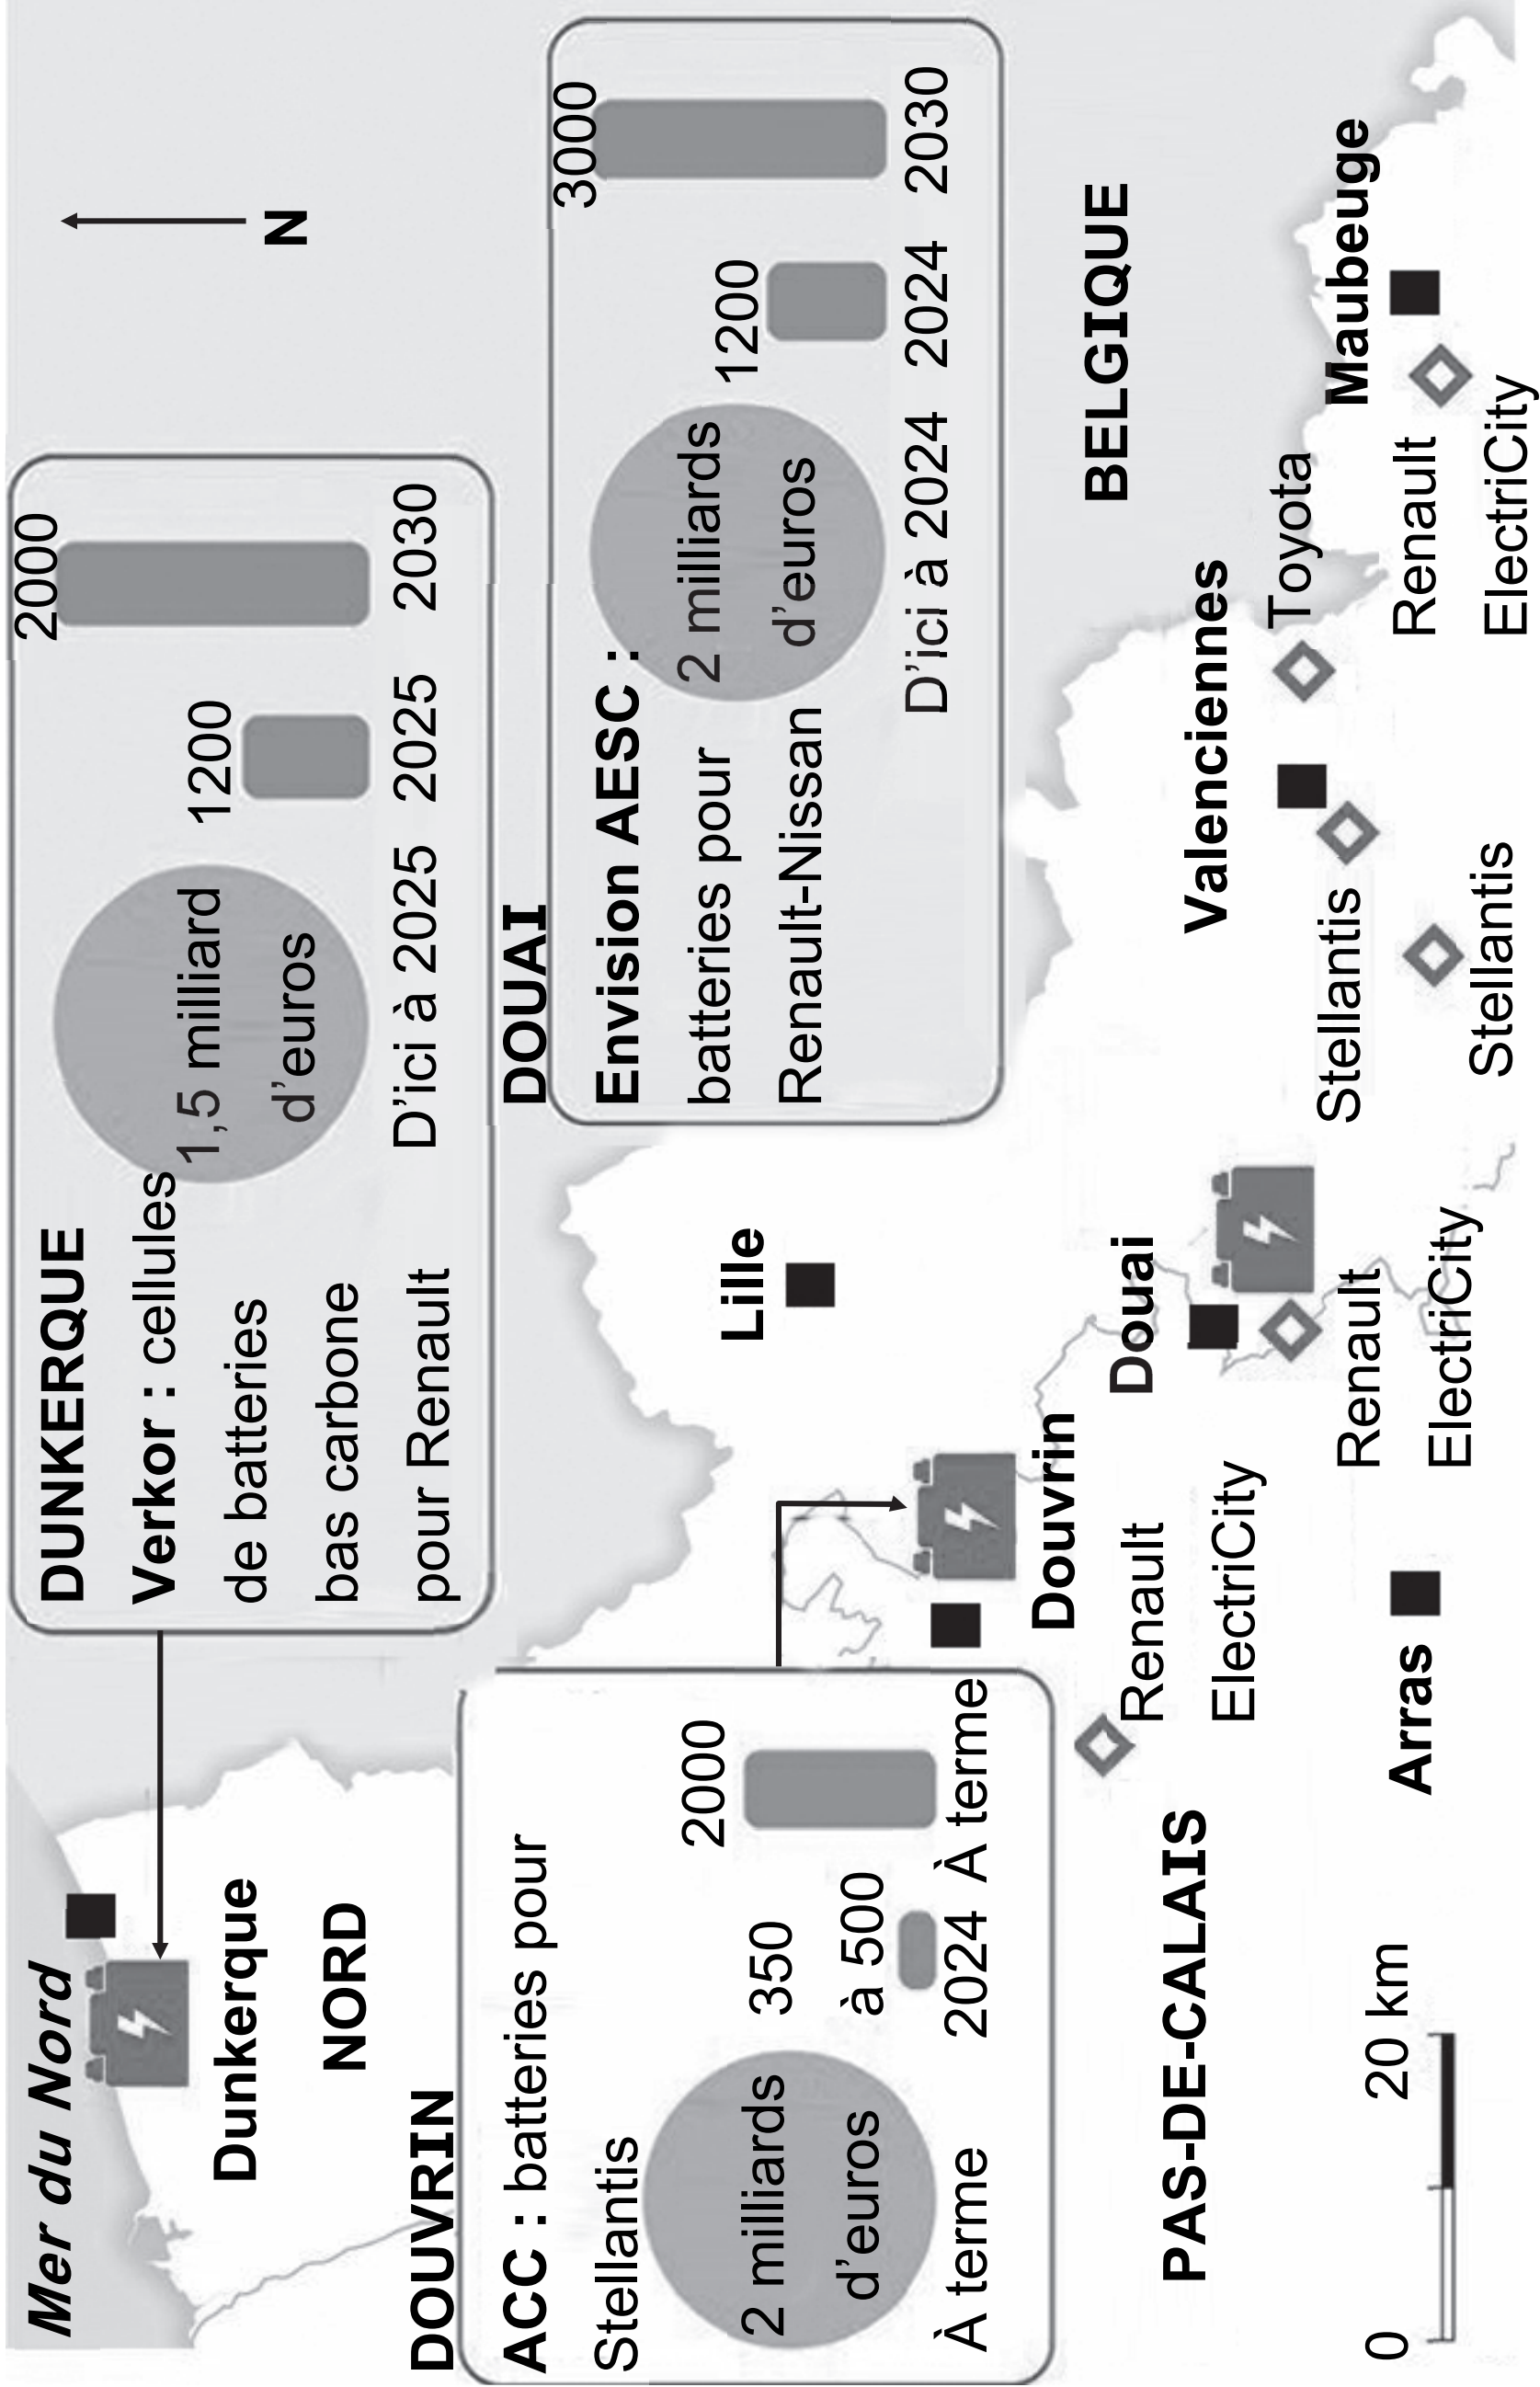 Mer du Nord
Dunkerque
NORD
DUNKERQUE
Verkor : cellules
de batteries
bas carbone
pour Renault
1,5 milliard
d’euros
D’ici à 2025
1200
2025
2000
2030
N
DOUVRIN
ACC : batteries pour
Stellantis
2 milliards
d’euros
À terme
350
à 500
2024
2000
À terme
DOUAI
Envision AESC :
batteries pour
Renault-Nissan
2 milliards
d’euros
D’ici à 2024
1200
2024
3000
2030
Lille
BELGIQUE
Douvrin
Renault
ElectriCity
Douai
Renault
ElectriCity
Valenciennes
Toyota
Stellantis
Stellantis
Maubeuge
Renault
ElectriCity
PAS-DE-CALAIS
Arras
0
20 km